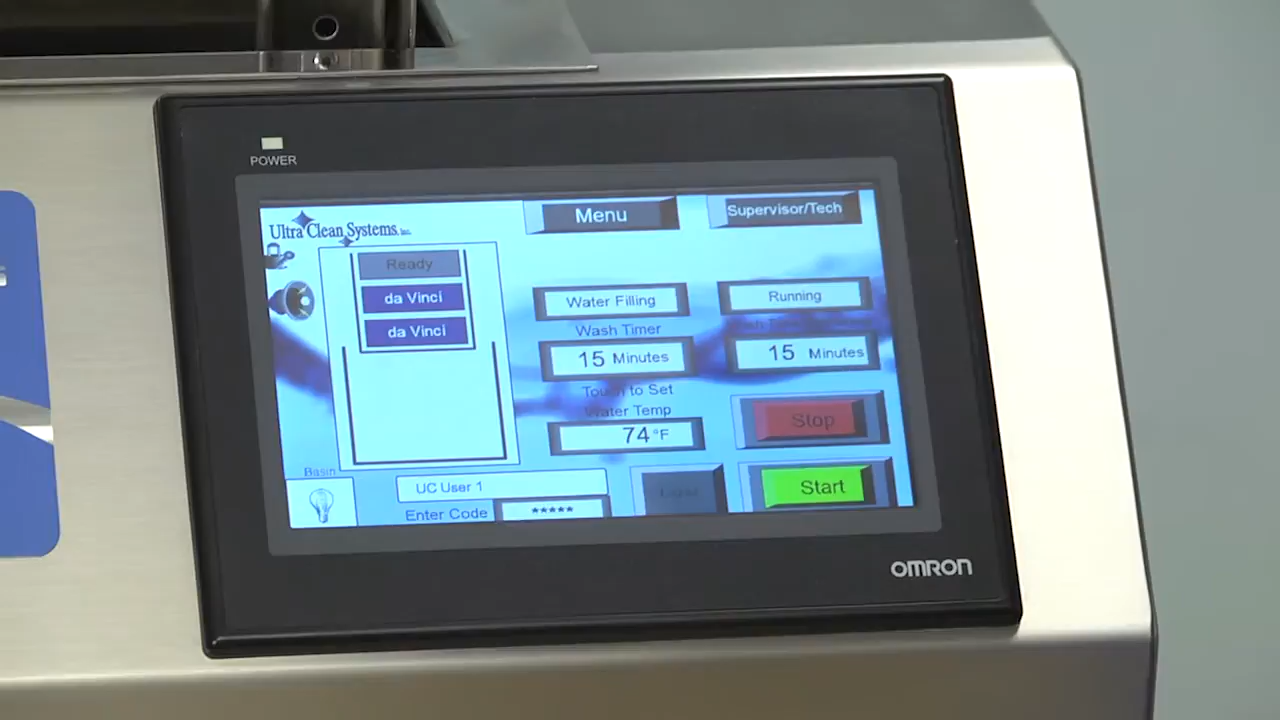 POWER
Ultra Clean Systems, Inc.
Menu
Supervisor/Tech
Ready
da Vinci
da Vinci
Water Filling
Running
Wash Timer
15 Minutes
15 Minutes
Touch to Set
Water Temp
74 °F
Stop
Start
Basin
UC User 1
Enter Code
*****
OMRON